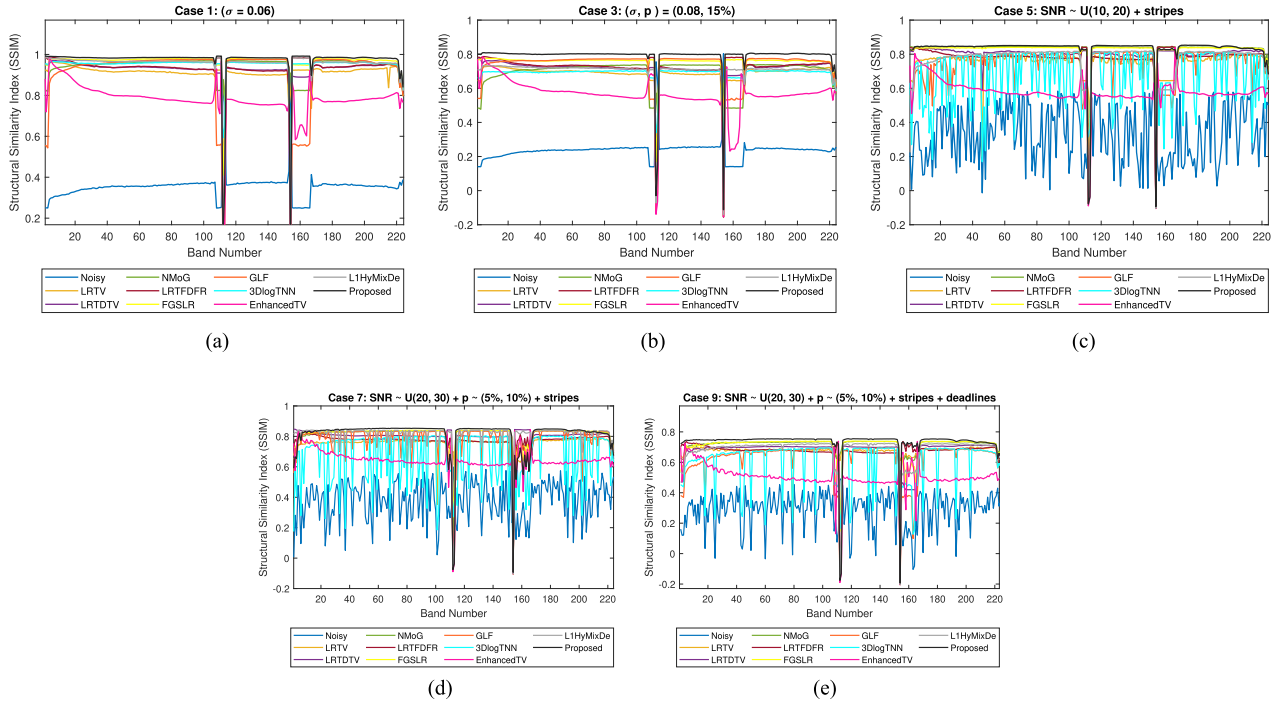 Case 1: (σ = 0.06)
Structural Similarity Index (SSIM)
1
0.8
0.6
0.4
0.2
20 40 60 80 100 120 140 160 180 200 220
Band Number
Noisy NMoG GLF L1HyMixDe
LRTV LRTFDFR 3DlogTNN Proposed
LRTDTV FGSLR EnhancedTV
(a)
Case 3: (σ, p ) = (0.08, 15%)
Structural Similarity Index (SSIM)
1
0.8
0.6
0.4
0.2
0
-0.2
20 40 60 80 100 120 140 160 180 200 220
Band Number
Noisy NMoG GLF L1HyMixDe
LRTV LRTFDFR 3DlogTNN Proposed
LRTDTV FGSLR EnhancedTV
(b)
Case 5: SNR ~ U(10, 20) + stripes
Structural Similarity Index (SSIM)
1
0.8
0.6
0.4
0.2
0
-0.2
20 40 60 80 100 120 140 160 180 200 220
Band Number
Noisy NMoG GLF L1HyMixDe
LRTV LRTFDFR 3DlogTNN Proposed
LRTDTV FGSLR EnhancedTV
(c)
Case 7: SNR ~ U(20, 30) + p ~ (5%, 10%) + stripes
Structural Similarity Index (SSIM)
1
0.8
0.6
0.4
0.2
0
-0.2
20 40 60 80 100 120 140 160 180 200 220
Band Number
Noisy NMoG GLF L1HyMixDe
LRTV LRTFDFR 3DlogTNN Proposed
LRTDTV FGSLR EnhancedTV
(d)
Case 9: SNR ~ U(20, 30) + p ~ (5%, 10%) + stripes + deadlines
Structural Similarity Index (SSIM)
1
0.8
0.6
0.4
0.2
0
-0.2
20 40 60 80 100 120 140 160 180 200 220
Band Number
Noisy NMoG GLF L1HyMixDe
LRTV LRTFDFR 3DlogTNN Proposed
LRTDTV FGSLR EnhancedTV
(e)